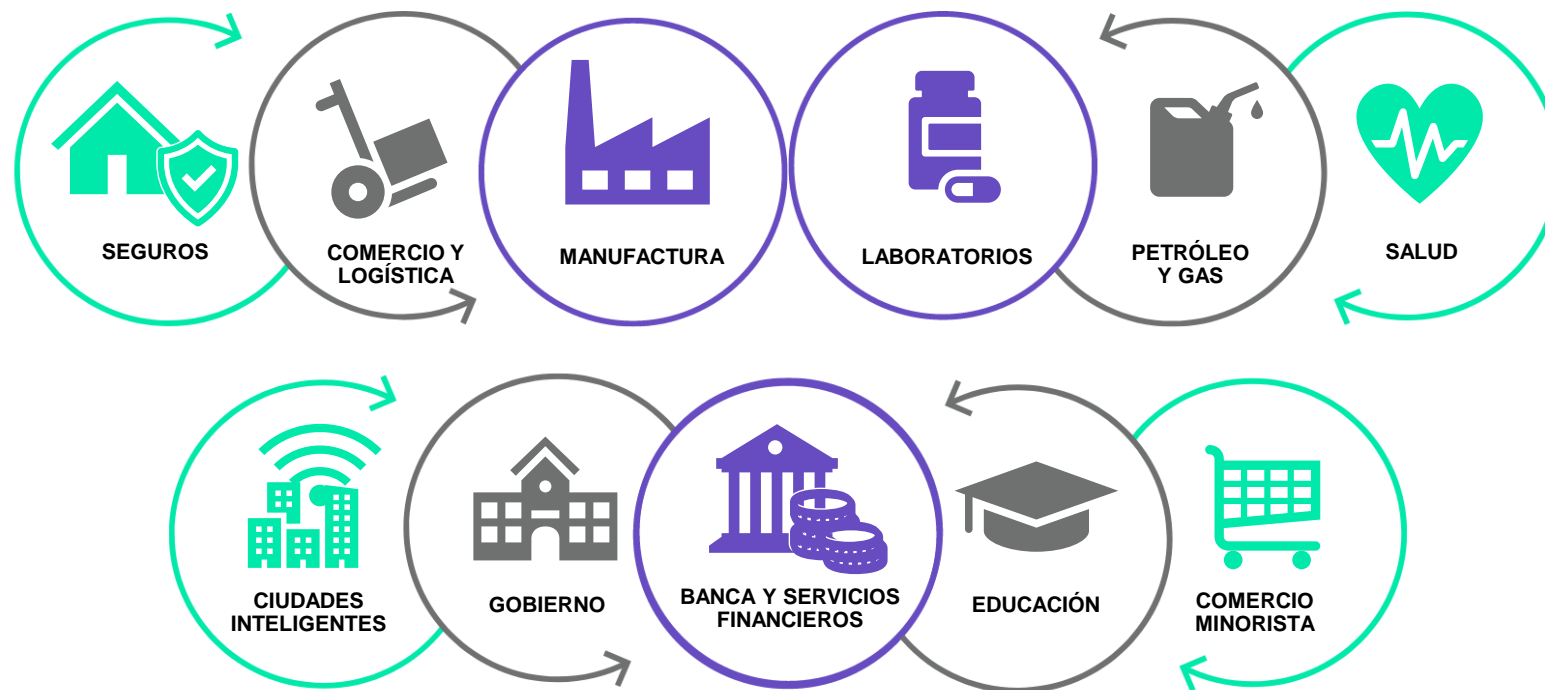 SEGUROS
COMERCIO Y
LOGÍSTICA
MANUFACTURA
LABORATORIOS
PETRÓLEO
Y GAS
SALUD
CIUDADES
INTELIGENTES
GOBIERNO
BANCA Y SERVICIOS
FINANCIEROS
EDUCACIÓN
COMERCIO
MINORISTA